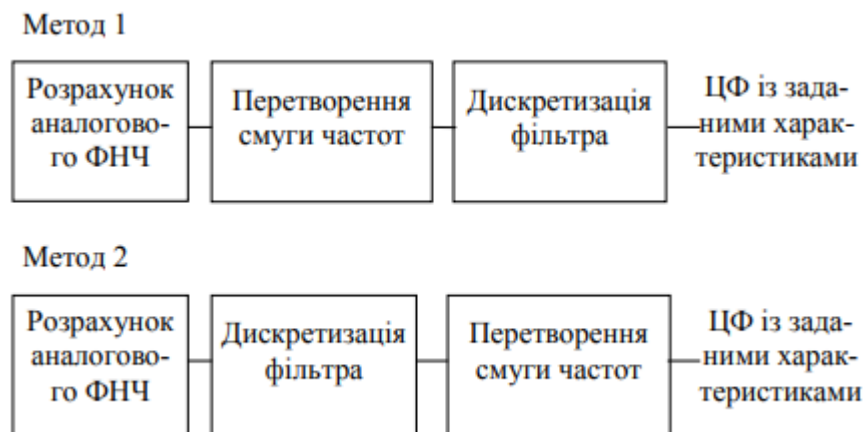 Метод 1
Розрахунок
аналогово-
го ФНЧ
Перетворення
смуги частот
Дискретизація
фільтра
ЦФ із зада-
ними харак-
теристиками
Метод 2
Розрахунок
аналогово-
го ФНЧ
Дискретизація
фільтра
Перетворення
смуги частот
ЦФ із зада-
ними харак-
теристиками